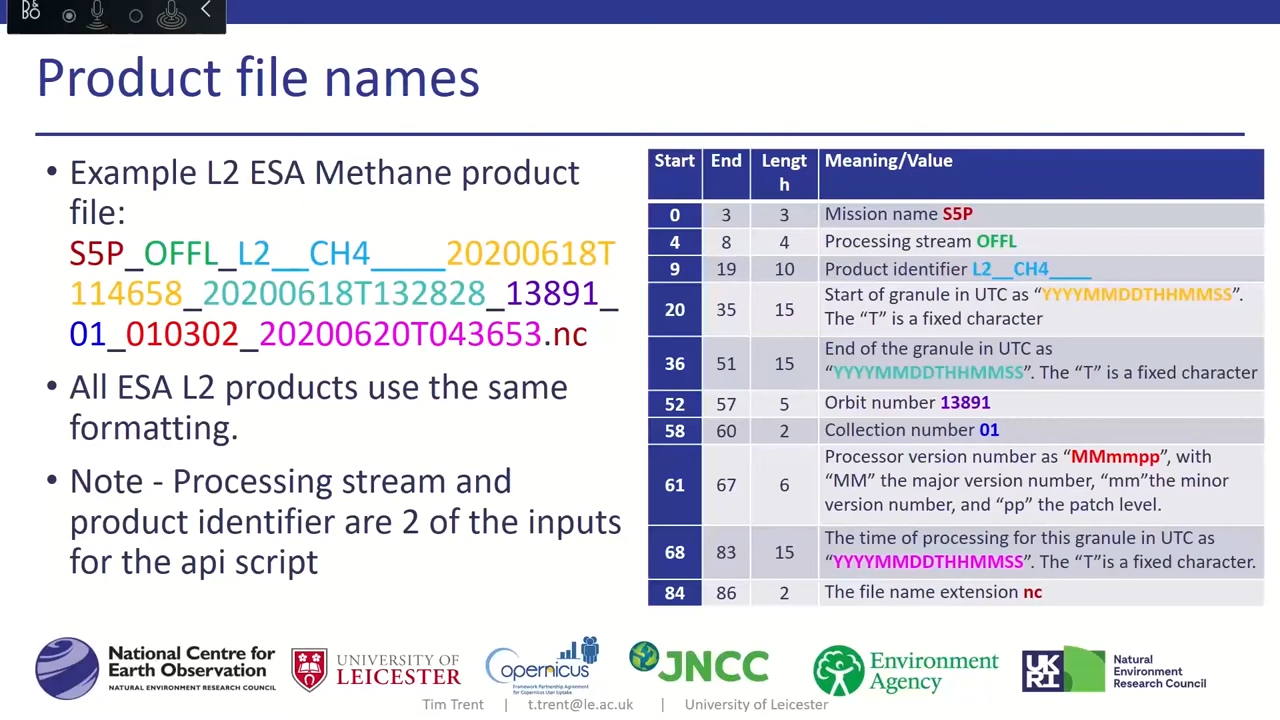 Product file names
• Example L2 ESA Methane product
file:
S5P_OFFL_L2__CH4____20200618T
114658_20200618T132828_13891_
01_010302_20200620T043653.nc
• All ESA L2 products use the same
formatting.
• Note - Processing stream and
product identifier are 2 of the inputs
for the api script
Start End Lengt
h Meaning/Value
0 3 3 Mission name S5P
4 8 4 Processing stream OFFL
9 19 10 Product identifier L2__CH4____
20 35 15 Start of granule in UTC as “YYYYMMDDTHHMMSS”.
The “T” is a fixed character
36 51 15 End of the granule in UTC as
“YYYYMMDDTHHMMSS”. The “T” is a fixed character
52 57 5 Orbit number 13891
58 60 2 Collection number 01
61 67 6 Processor version number as “MMmmpp”, with
“MM” the major version number, “mm”the minor
version number, and “pp” the patch level.
68 83 15 The time of processing for this granule in UTC as
“YYYYMMDDTHHMMSS”. The “T”is a fixed character.
84 86 2 The file name extension nc
National Centre for
Earth Observation
NATURAL ENVIRONMENT RESEARCH COUNCIL
UNIVERSITY OF
LEICESTER
opernicus
Framework Partnership Agreement
for Copernicus User Uptake
JNCC
Environment
Agency
UK
RI
Natural
Environment
Research Council
Tim Trent | t.trent@le.ac.uk | University of Leicester